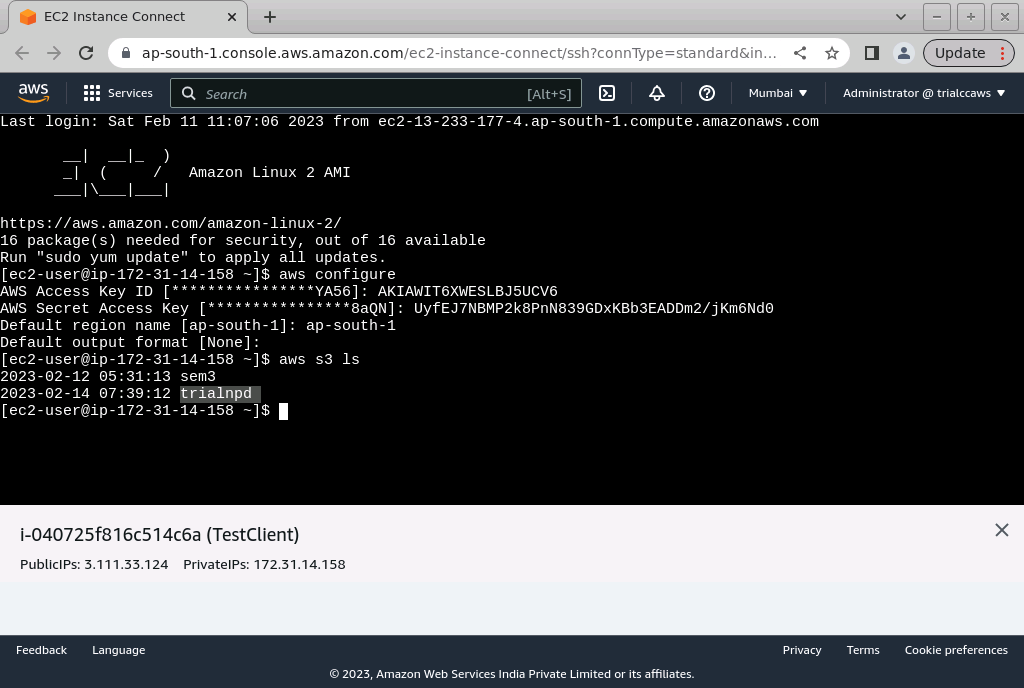 EC2 Instance Connect
ap-south-1.console.aws.amazon.com/ec2-instance-connect/ssh?connType=standard&in...
Update
aws
Services
Search
[Alt+S]
Mumbai
Administrator @ trialccaws
Last login: Sat Feb 11 11:07:06 2023 from ec2-13-233-177-4.ap-south-1.compute.amazonaws.com
       __|  __|_  )
       _|  (     /   Amazon Linux 2 AMI
      ___|\___|___|
https://aws.amazon.com/amazon-linux-2/
16 package(s) needed for security, out of 16 available
Run "sudo yum update" to apply all updates.
[ec2-user@ip-172-31-14-158 ~]$ aws configure
AWS Access Key ID [****************YA56]: AKIAWIT6XWESLBJ5UCV6
AWS Secret Access Key [****************8aQN]: 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
Default region name [ap-south-1]: ap-south-1
Default output format [None]:
[ec2-user@ip-172-31-14-158 ~]$ aws s3 ls
2023-02-12 05:31:13 sem3
2023-02-14 07:39:12 trialnpd
[ec2-user@ip-172-31-14-158 ~]$
i-040725f816c514c6a (TestClient)
PublicIPs: 3.111.33.124 PrivateIPs: 172.31.14.158
Feedback Language Privacy Terms Cookie preferences
© 2023, Amazon Web Services India Private Limited or its affiliates.